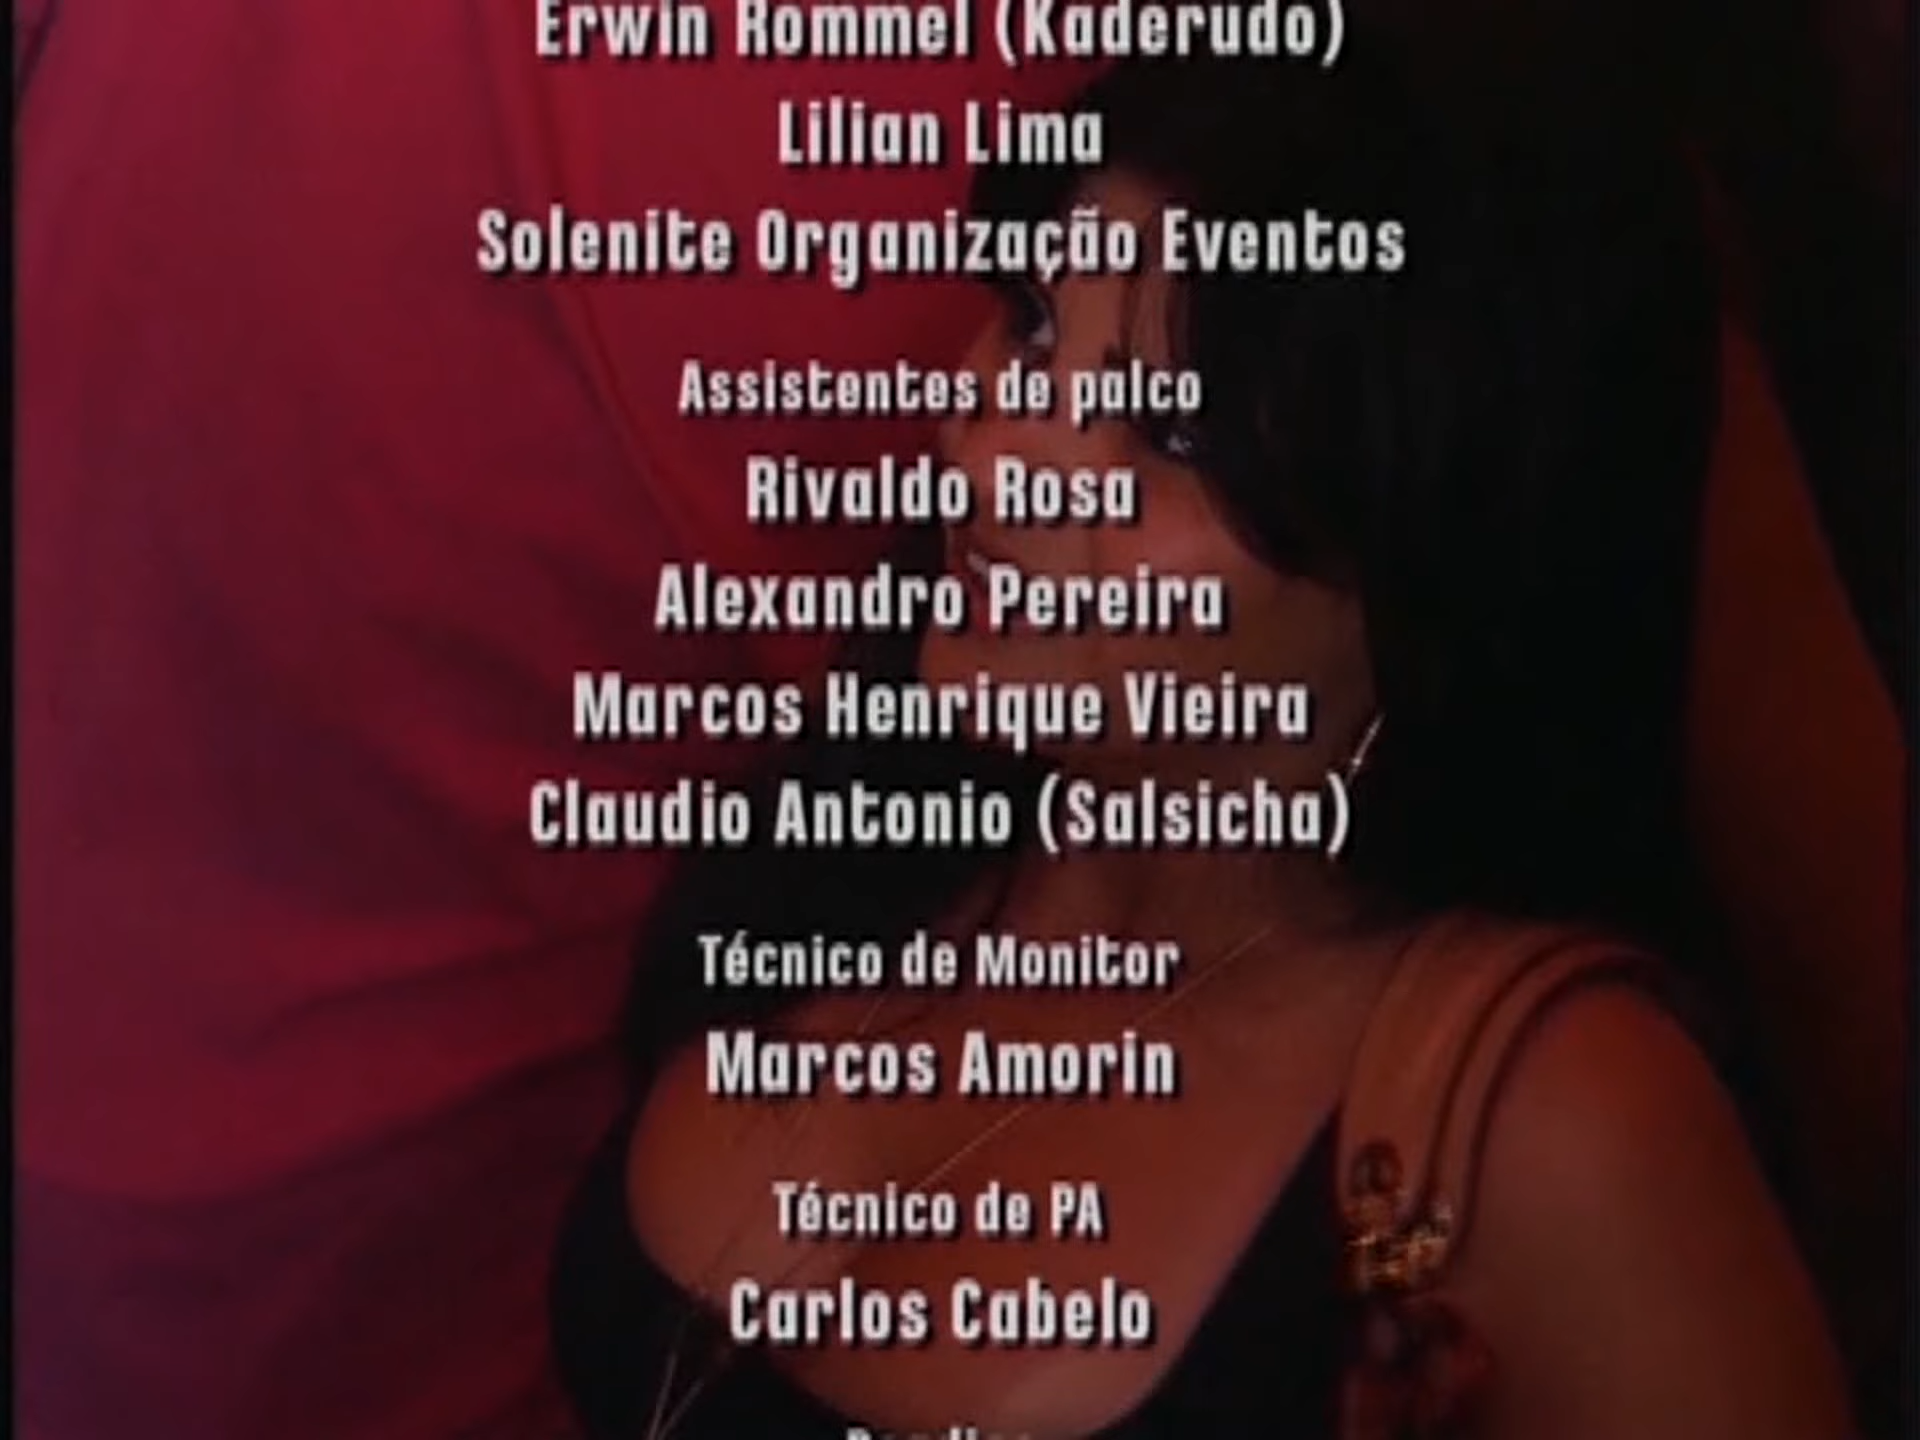 Erwin Rommel (Kaderudo)
Lilian Lima
Solenite Organização Eventos
Assistentes de palco
Rivaldo Rosa
Alexandro Pereira
Marcos Henrique Vieira
Claudio Antonio (Salsicha)
Técnico de Monitor
Marcos Amorin
Técnico de PA
Carlos Cabelo